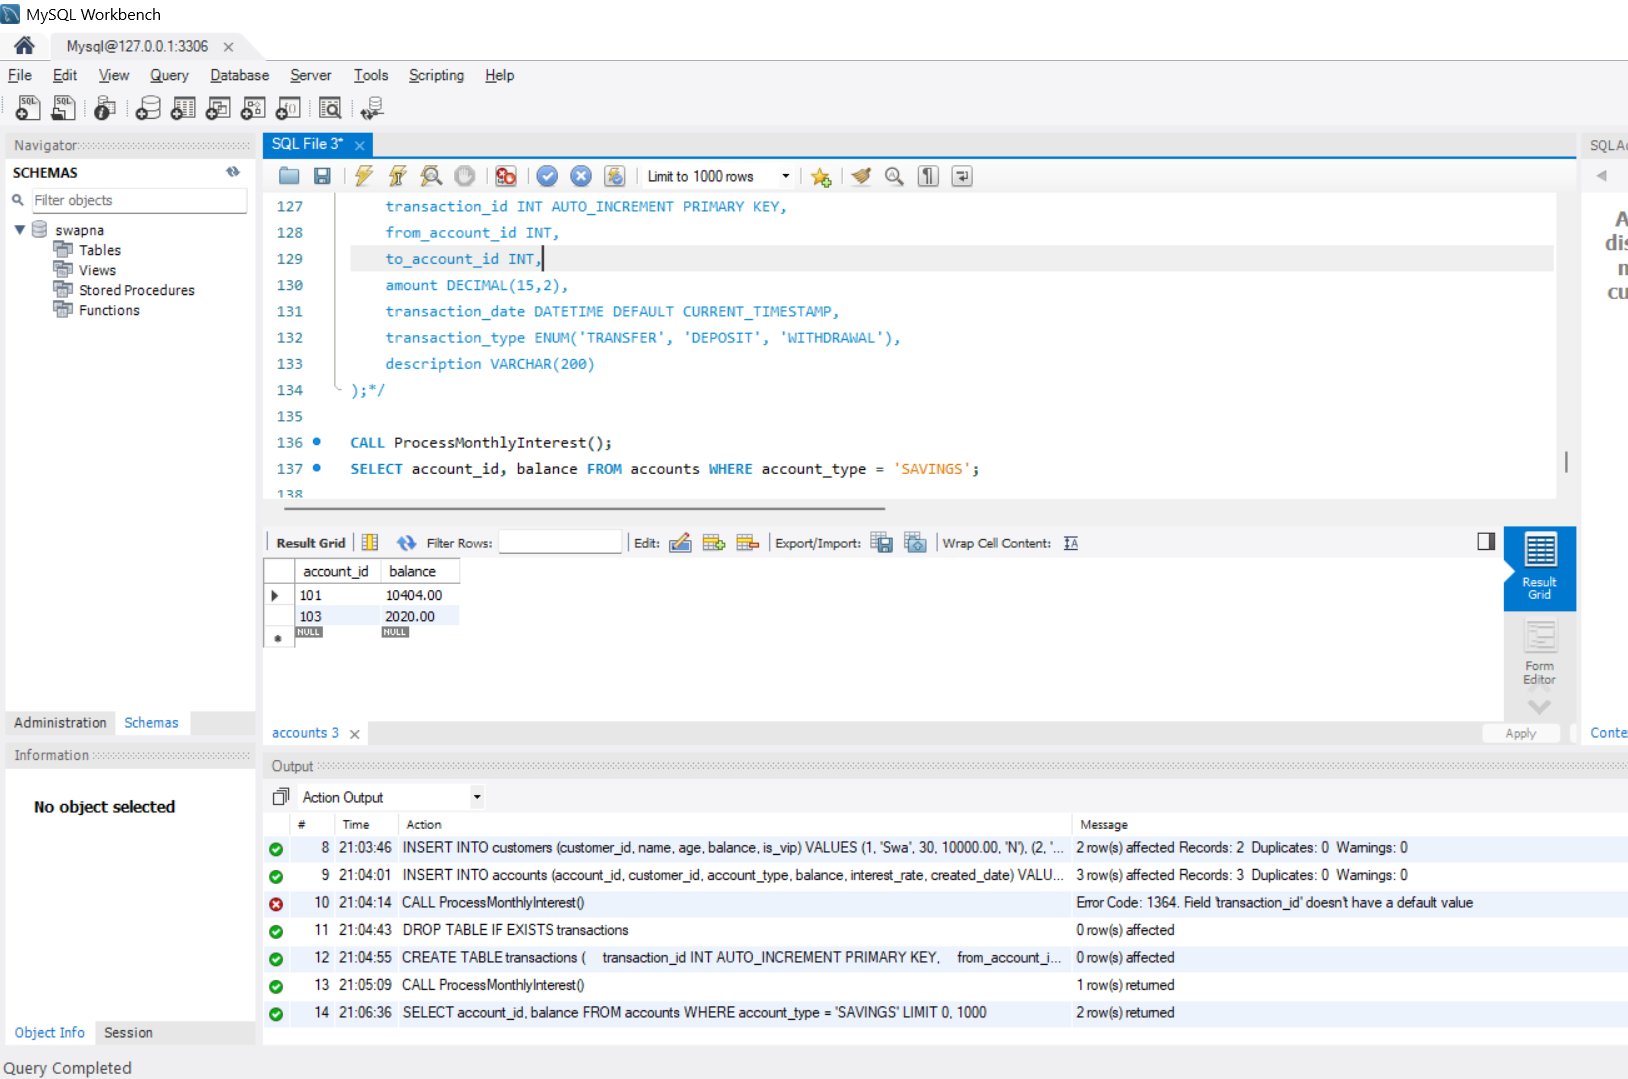 MySQL Workbench
Mysql@127.0.0.1:3306
File Edit View Query Database Server Tools Scripting Help
Navigator
SCHEMAS
Filter objects
swapna
Tables
Views
Stored Procedures
Functions
Administration Schemas
Information
No object selected
Object Info Session
Query Completed
SQL File 3*
Limit to 1000 rows
127 transaction_id INT AUTO_INCREMENT PRIMARY KEY,
128 from_account_id INT,
129 to_account_id INT,
130 amount DECIMAL(15,2),
131 transaction_date DATETIME DEFAULT CURRENT_TIMESTAMP,
132 transaction_type ENUM('TRANSFER', 'DEPOSIT', 'WITHDRAWAL'),
133 description VARCHAR(200)
134 );*/
135
136 CALL ProcessMonthlyInterest();
137 SELECT account_id, balance FROM accounts WHERE account_type = 'SAVINGS';
138
Result Grid Filter Rows: Edit: Export/Import: Wrap Cell Content:
account_id balance
101 10404.00
103 2020.00
NULL NULL
Result
Grid
Form
Editor
accounts 3
Apply
Output
Action Output
# Time Action Message
8 21:03:46 INSERT INTO customers (customer_id, name, age, balance, is_vip) VALUES (1, 'Swa', 30, 10000.00, 'N'), (2, '... 2 row(s) affected Records: 2 Duplicates: 0 Warnings: 0
9 21:04:01 INSERT INTO accounts (account_id, customer_id, account_type, balance, interest_rate, created_date) VALU... 3 row(s) affected Records: 3 Duplicates: 0 Warnings: 0
10 21:04:14 CALL ProcessMonthlyInterest() Error Code: 1364. Field 'transaction_id' doesn't have a default value
11 21:04:43 DROP TABLE IF EXISTS transactions 0 row(s) affected
12 21:04:55 CREATE TABLE transactions ( transaction_id INT AUTO_INCREMENT PRIMARY KEY, from_account_i... 0 row(s) affected
13 21:05:09 CALL ProcessMonthlyInterest() 1 row(s) returned
14 21:06:36 SELECT account_id, balance FROM accounts WHERE account_type = 'SAVINGS' LIMIT 0, 1000 2 row(s) returned